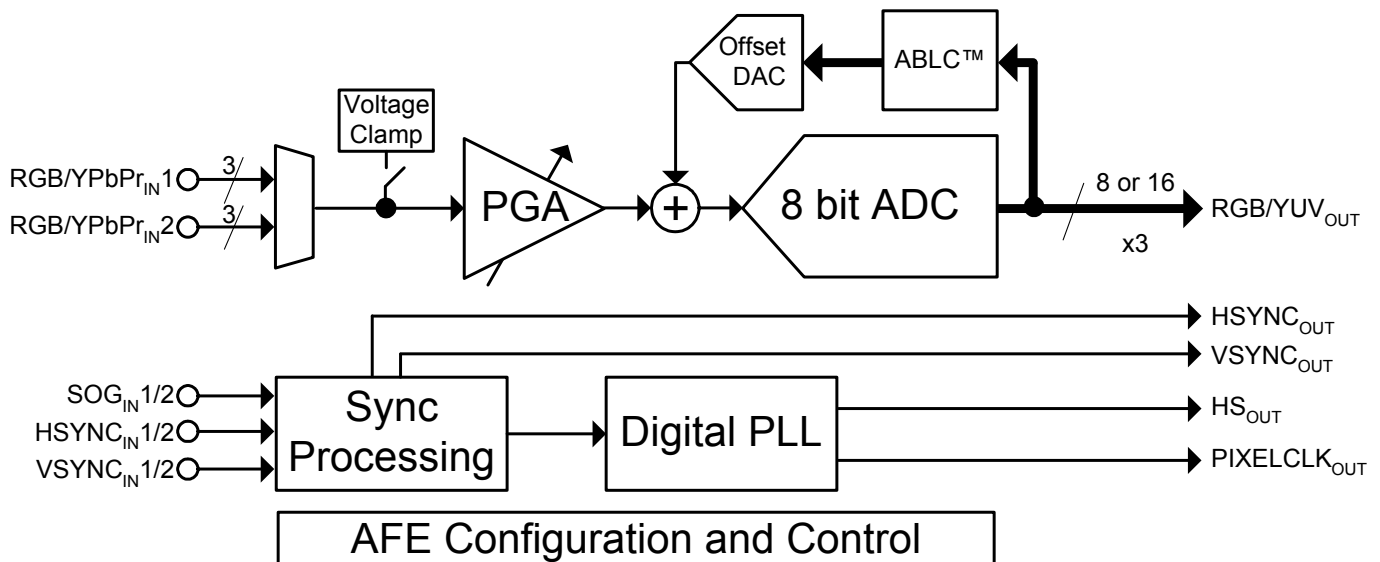 Offset
DAC
ABLC™
Voltage
Clamp
RGB/YPbPrIN1
3
RGB/YPbPrIN2
3
PGA
+
8 bit ADC
8 or 16
x3
RGB/YUVOUT
HSYNCOUT
VSYNCOUT
SOGIN1/2
HSYNCIN1/2
VSYNCIN1/2
Sync
Processing
Digital PLL
HSOUT
PIXELCLKOUT
AFE Configuration and Control